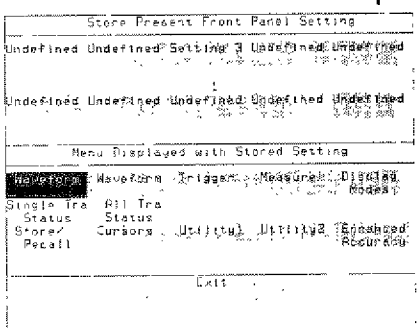 Store Present Front Panel Setting
Undefined Undefined Setting 3 Undefined Undefined
Undefined Undefined Undefined Undefined Undefined
Menu Displayed with Stored Setting
Waveform Waveform Trigger Measure Display
Modes
Single Tra All Tra
Status Status
Store/ Cursors Utility1 Utility2 Enhanced
Recall Accuracy
Exit